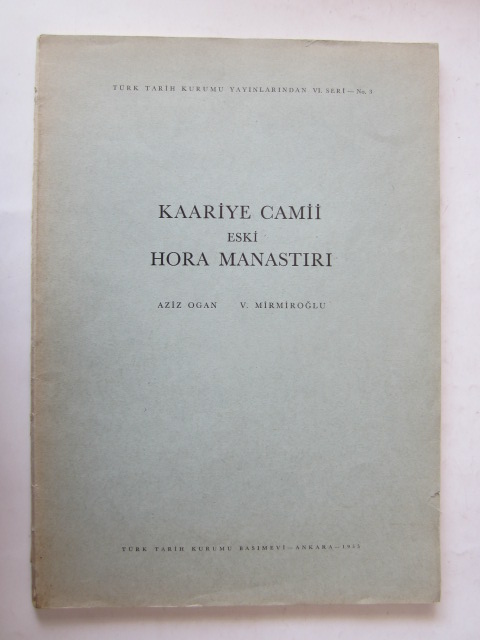 TÜRK TARİH KURUMU YAYINLARINDAN VI. SERİ — No. 3
KAARİYE CAMİİ
ESKİ
HORA MANASTIRI
AZİZ OGAN V. MİRMİROĞLU
TÜRK TARİH KURUMU BASIMEVİ — ANKARA —